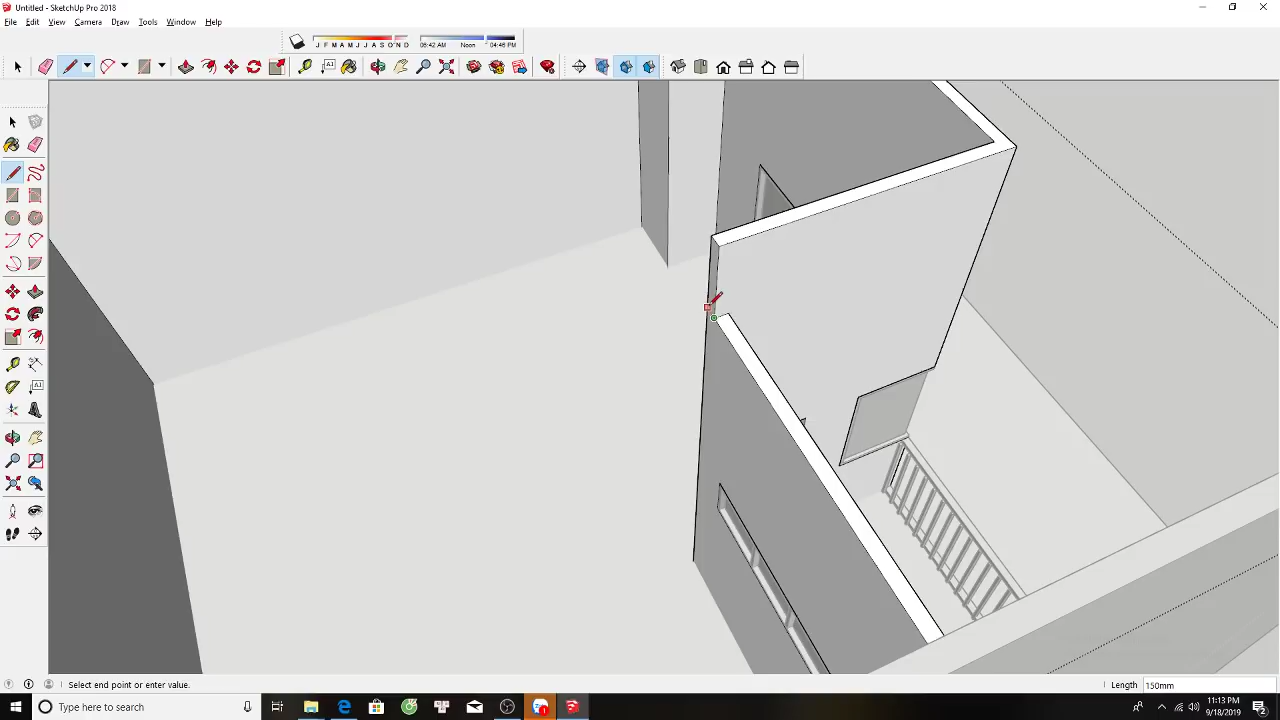 Untitled - SketchUp Pro 2018
File Edit View Camera Draw Tools Window Help
J F M A M J J A S O N D 06:42 AM Noon 04:46 PM
Select end point or enter value.
Length 150mm
Type here to search
11:13 PM
9/18/2019